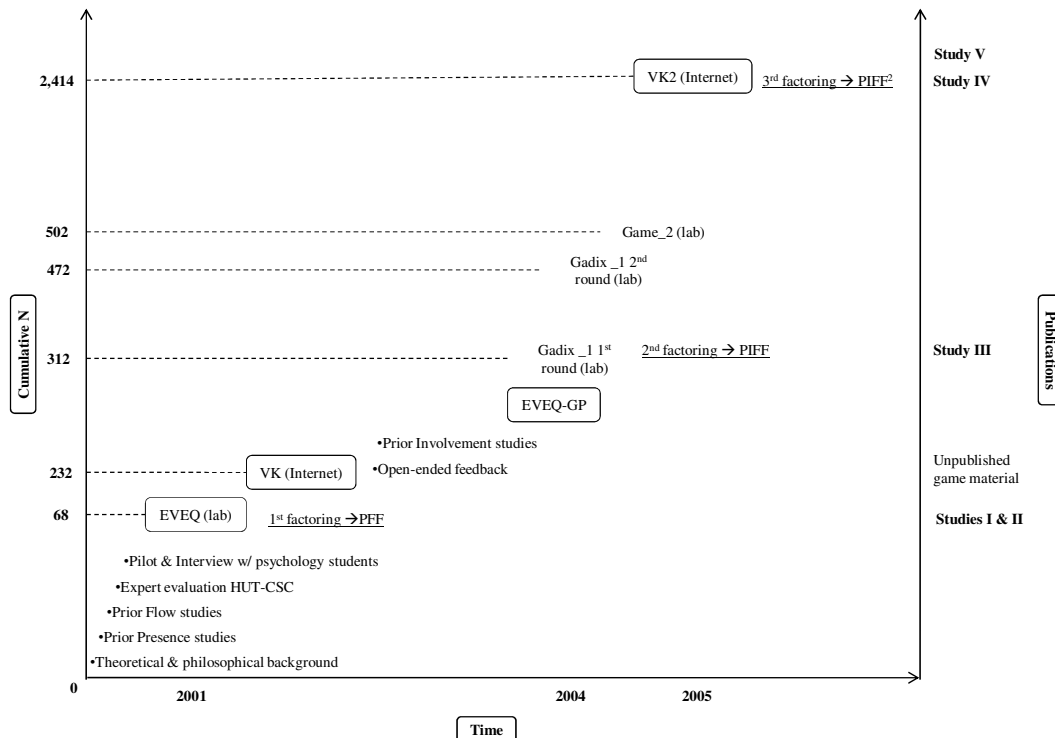 Study V
2,414
VK2 (Internet)
3rd factoring → PIFF2
Study IV
502
Game_2 (lab)
472
Gadix _1 2nd
round (lab)
Cumulative N
Publications
312
Gadix _1 1st
round (lab)
2nd factoring → PIFF
Study III
EVEQ-GP
•Prior Involvement studies
•Open-ended feedback
232
VK (Internet)
Unpublished
game material
68
EVEQ (lab)
1st factoring →PFF
Studies I & II
•Pilot & Interview w/ psychology students
•Expert evaluation HUT-CSC
•Prior Flow studies
•Prior Presence studies
•Theoretical & philosophical background
0
2001
2004
2005
Time